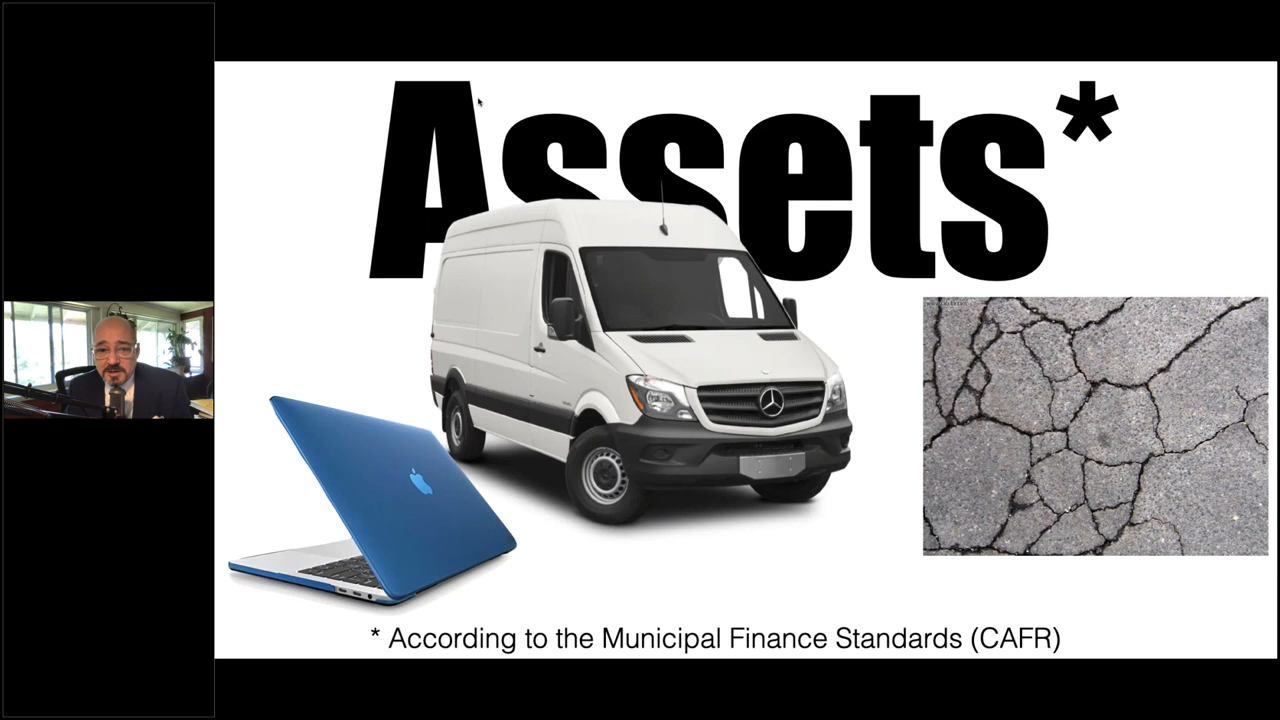 Assets*
* According to the Municipal Finance Standards (CAFR)